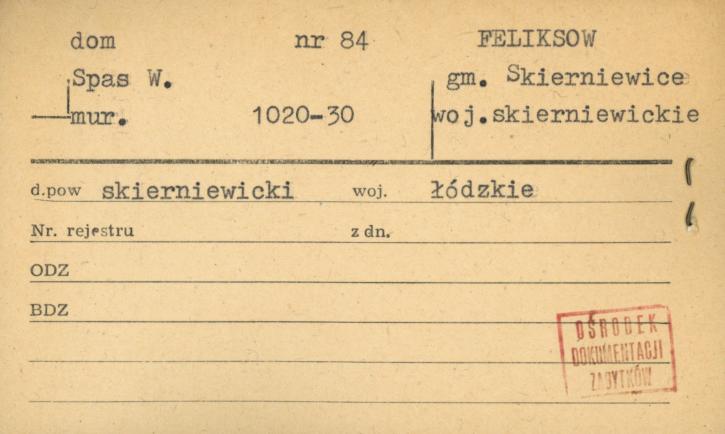 dom nr 84 FELIKSOW
Spas W. gm. Skierniewice
mur. 1020-30 woj.skierniewickie
d.pow skierniewicki woj. łódzkie
Nr. rejestru z dn.
ODZ
BDZ
OŚRODEK
DOKUMENTACJI
ZABYTKÓW